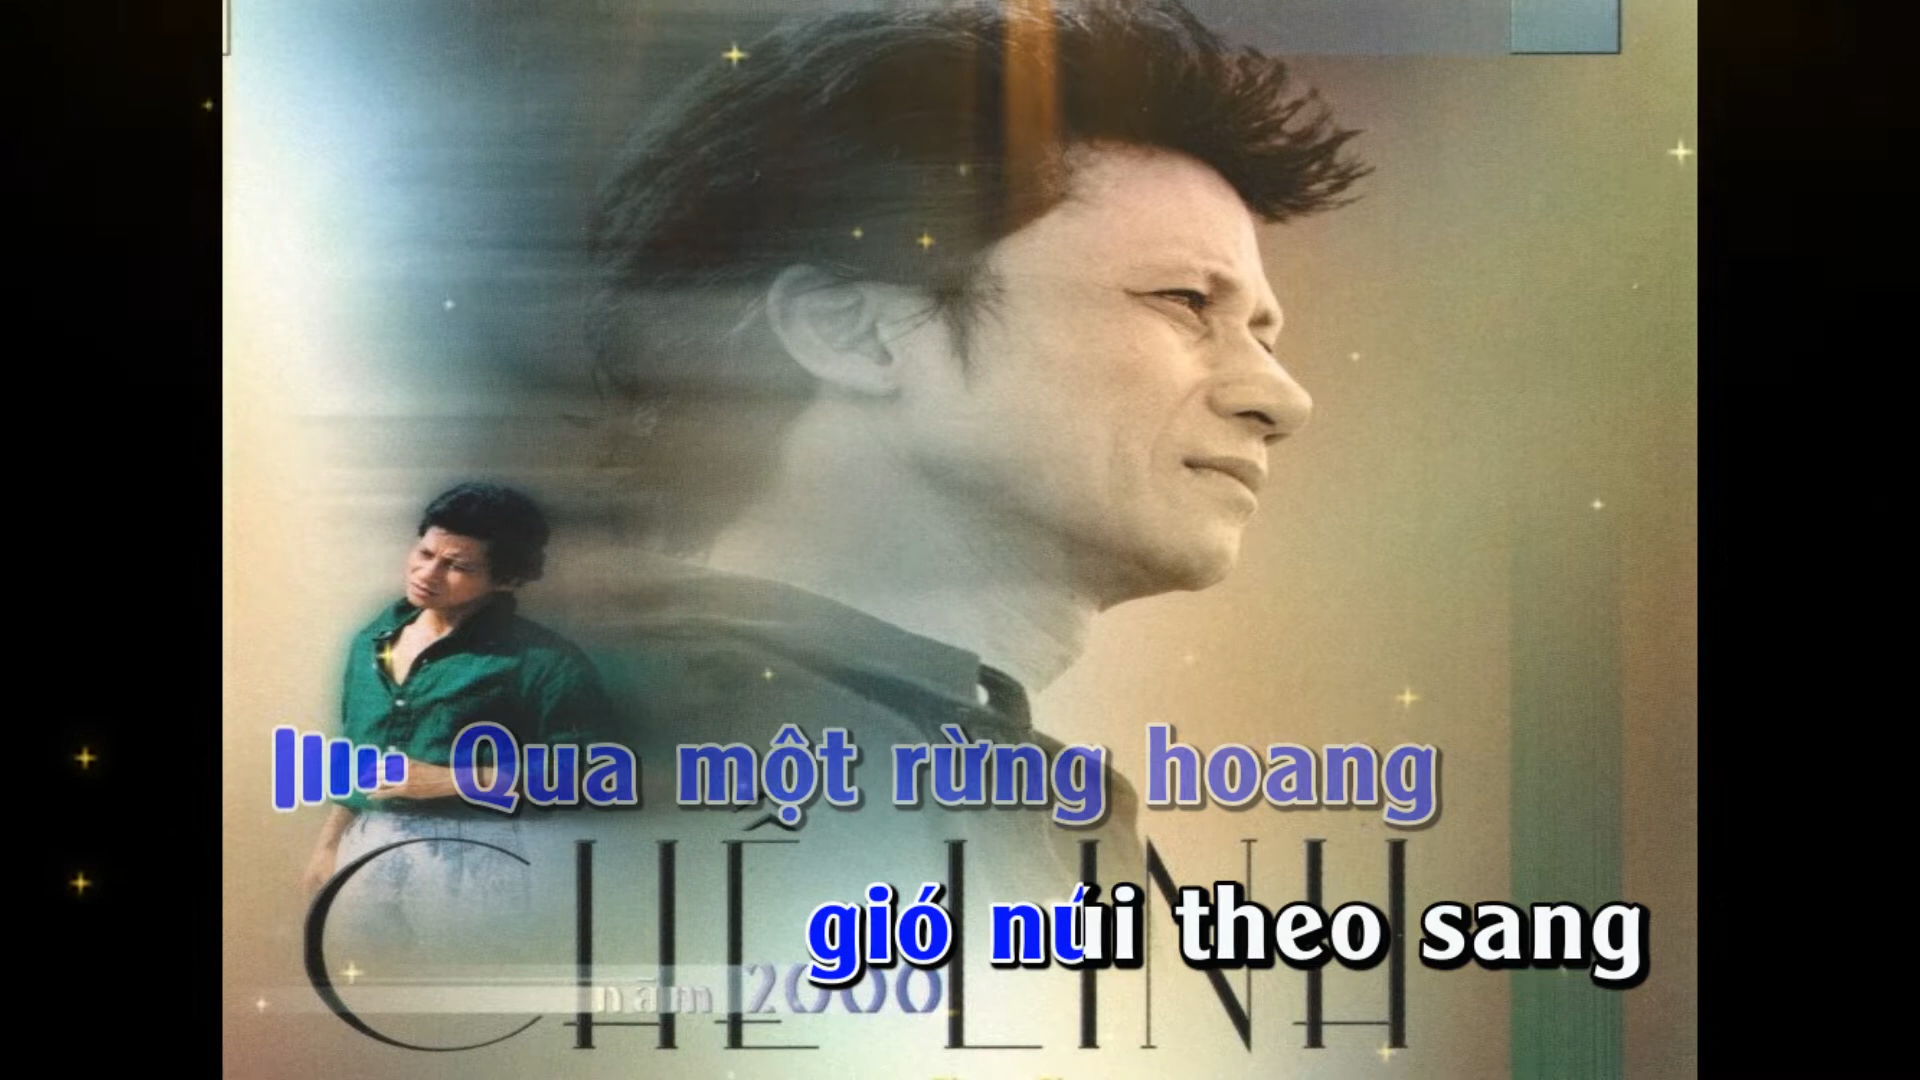 Qua một rừng hoang
CHẾ LINH
gió núi theo sang
năm 2000